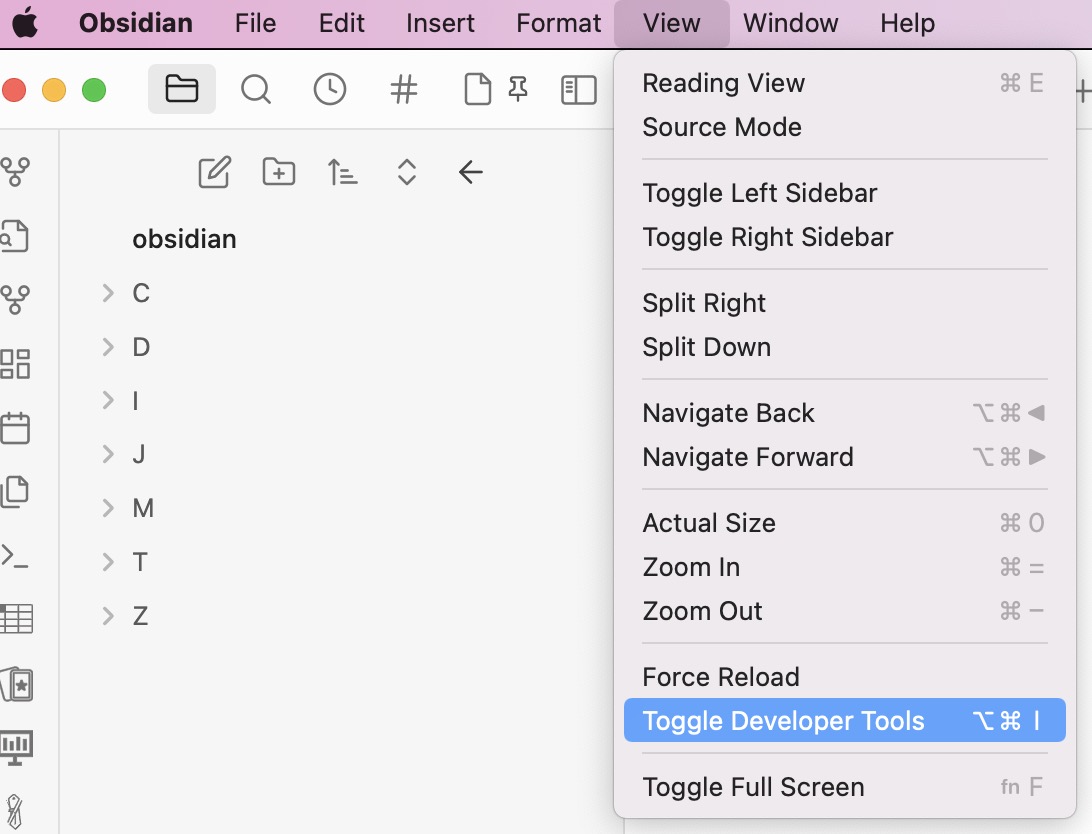 Obsidian File Edit Insert Format View Window Help
obsidian
C
D
I
J
M
T
Z
Reading View ⌘ E
Source Mode
Toggle Left Sidebar
Toggle Right Sidebar
Split Right
Split Down
Navigate Back ⌥ ⌘ ◀
Navigate Forward ⌥ ⌘ ▶
Actual Size ⌘ 0
Zoom In ⌘ =
Zoom Out ⌘ −
Force Reload
Toggle Developer Tools ⌥ ⌘ I
Toggle Full Screen fn F